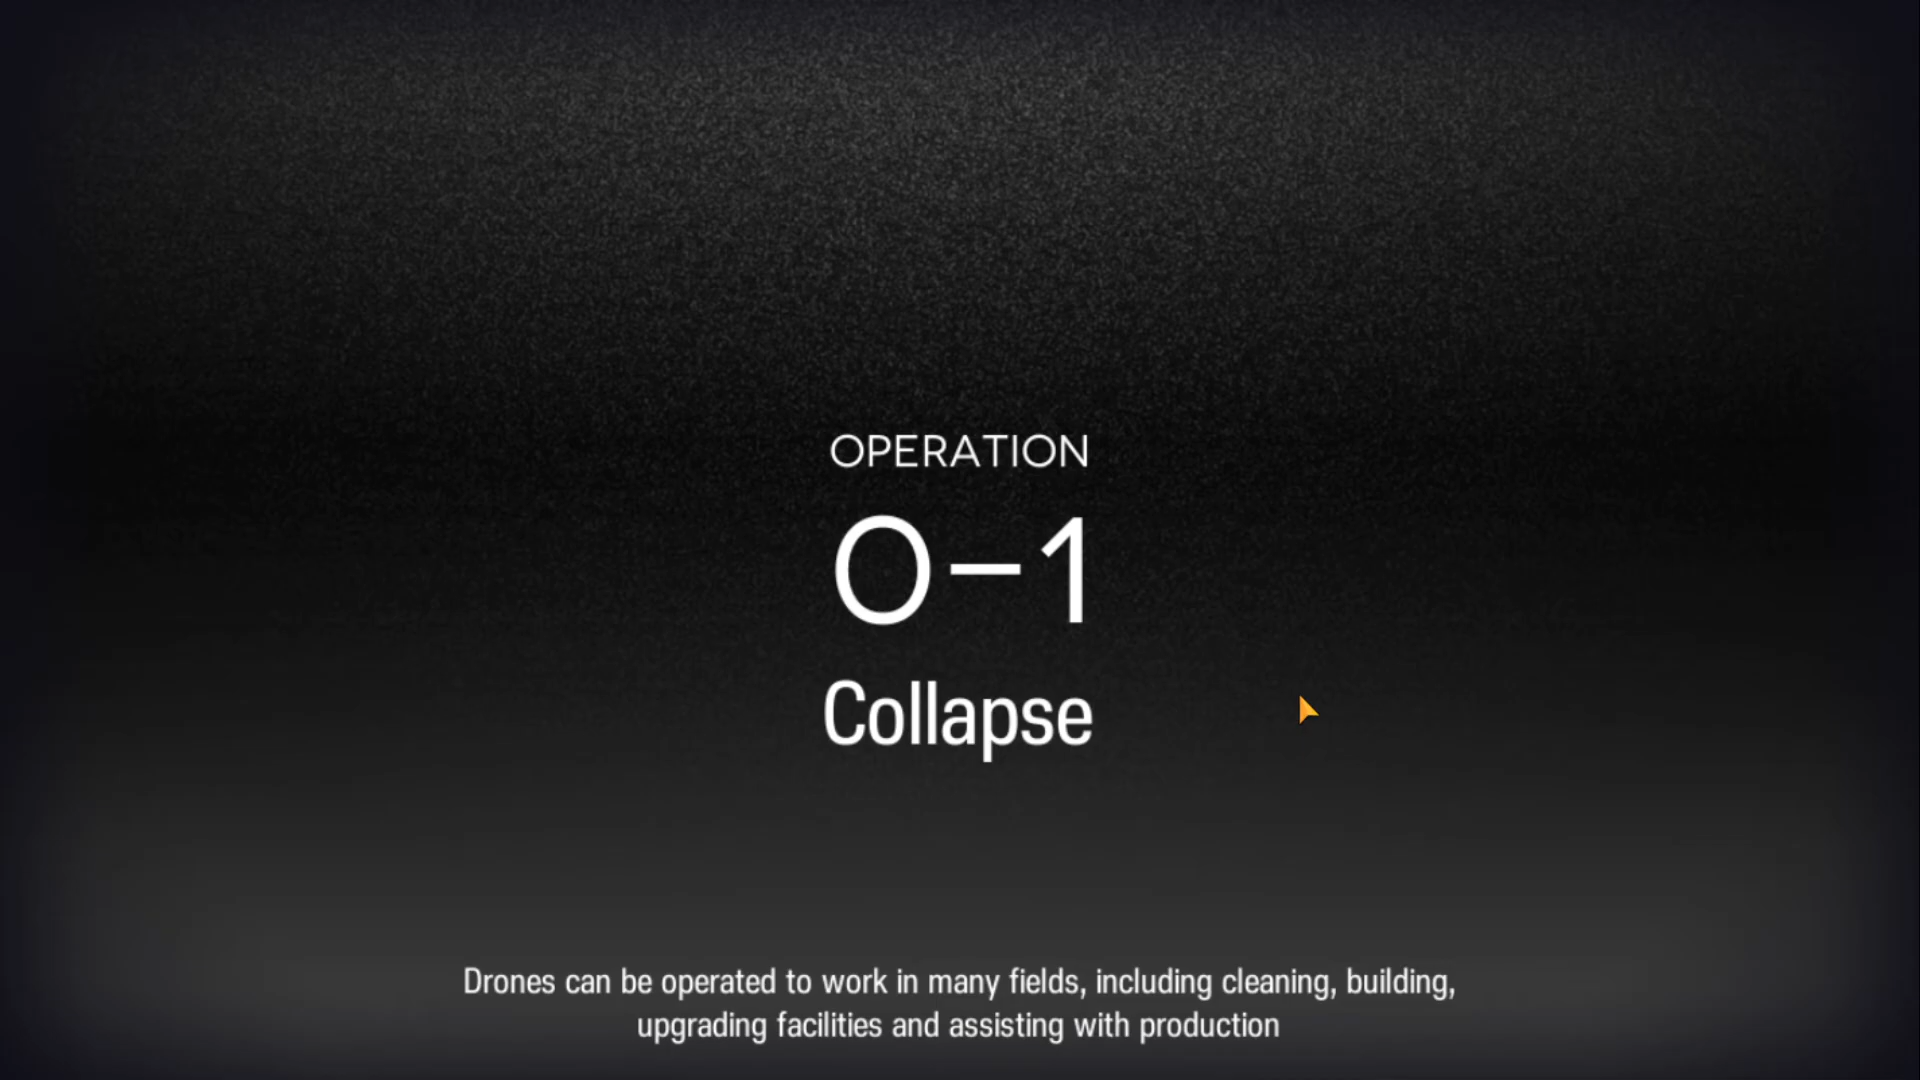 OPERATION
0-1
Collapse
Drones can be operated to work in many fields, including cleaning, building,
upgrading facilities and assisting with production